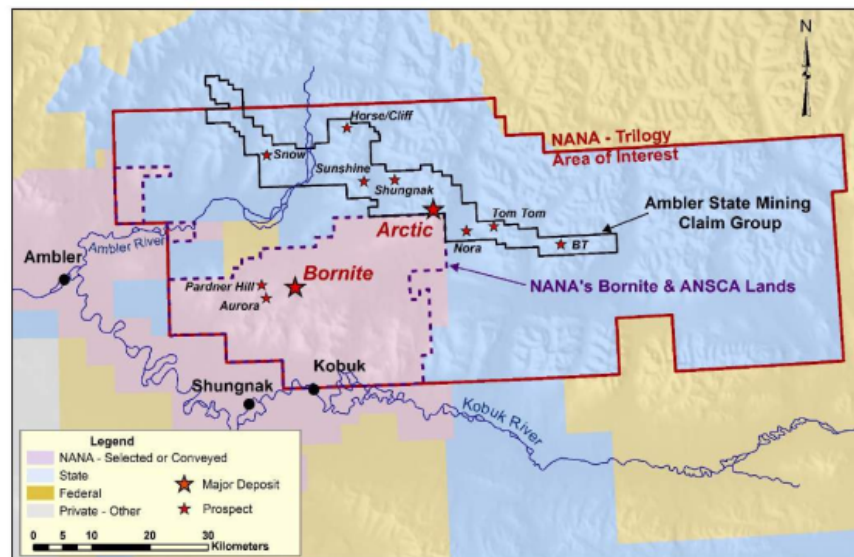 N
NANA - Trilogy
Area of Interest
Horse/Cliff
Snow
Sunshine
Shungnak
Ambler State Mining
Claim Group
Tom Tom
Arctic
Nora
BT
Ambler River
Ambler
Bornite
Pardner Hill
Aurora
NANA's Bornite & ANSCA Lands
Kobuk
Shungnak
Kobuk River
Legend
NANA - Selected or Conveyed
State
Federal
Private - Other
Major Deposit
Prospect
0 5 10 20 30
Kilometers